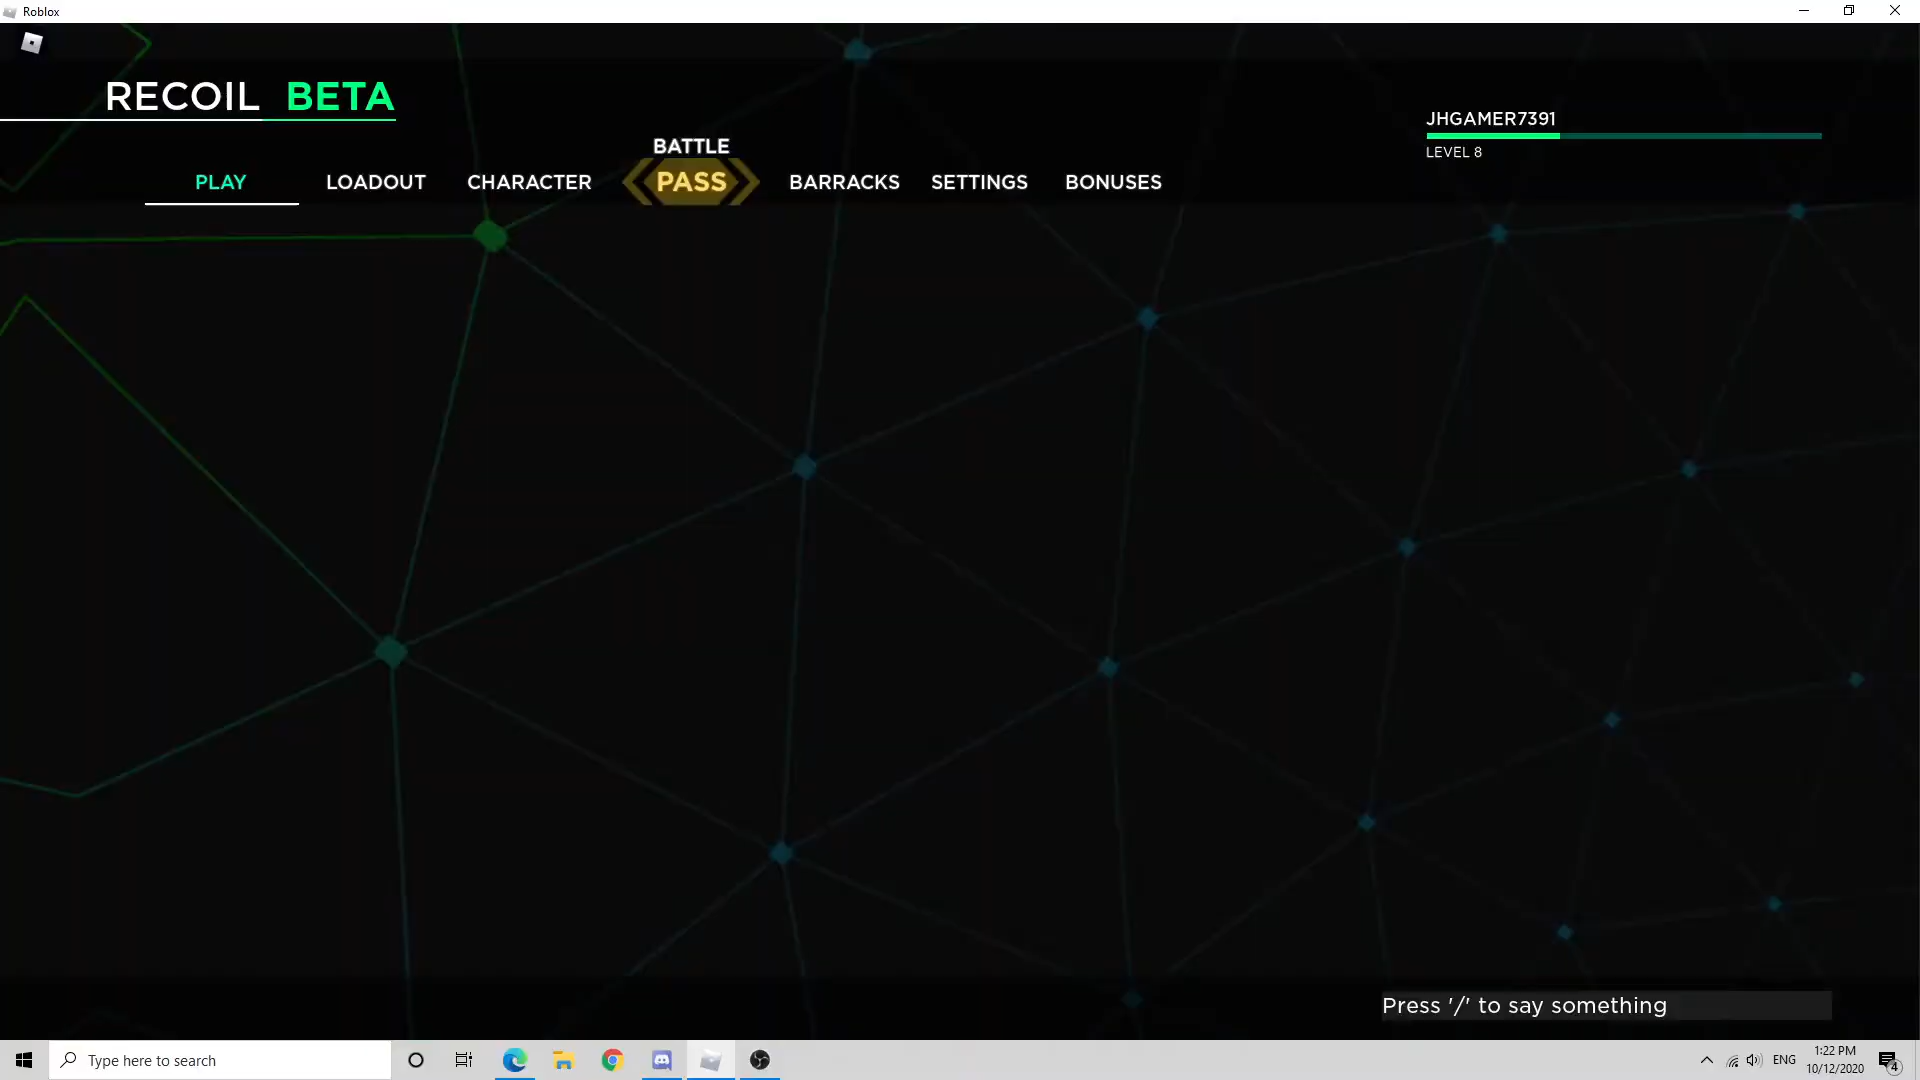 Roblox
RECOIL BETA
JHGAMER7391
LEVEL 8
PLAY
LOADOUT
CHARACTER
BATTLE
PASS
BARRACKS
SETTINGS
BONUSES
Press '/' to say something
Type here to search
ENG
1:22 PM
10/12/2020
4